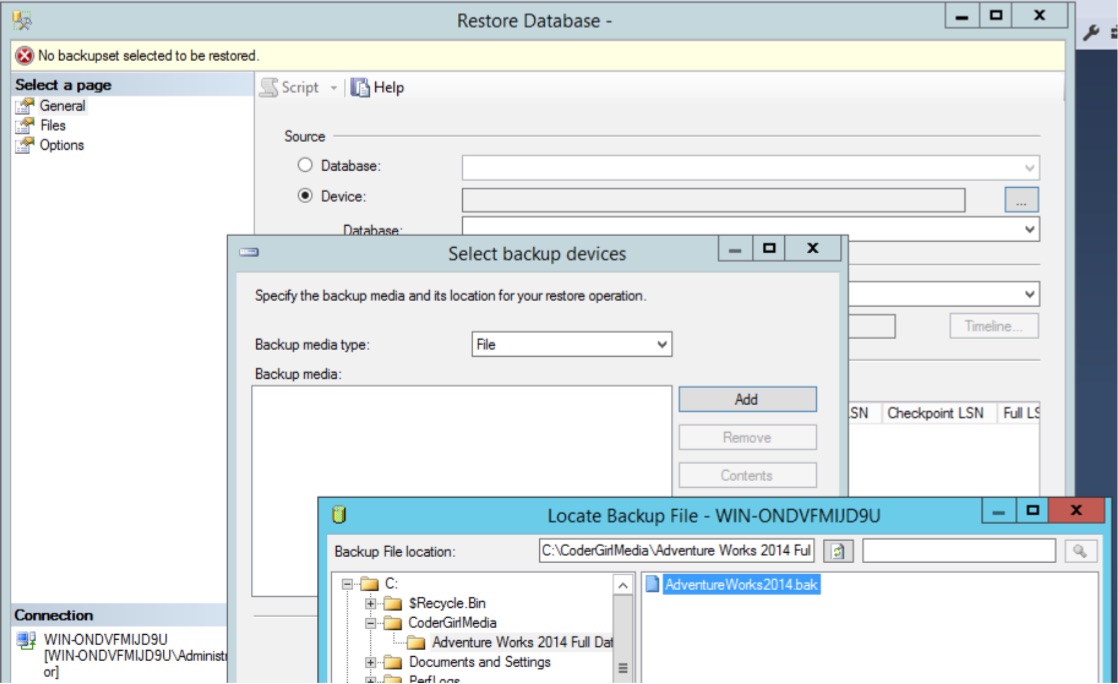 Restore Database -
No backupset selected to be restored.
Select a page
General
Files
Options
Script
Help
Source
Database:
Device:
...
Database:
Timeline...
LSN Checkpoint LSN Full LS
Select backup devices
Specify the backup media and its location for your restore operation.
Backup media type: File
Backup media:
Add
Remove
Contents
Locate Backup File - WIN-ONDVFMIJD9U
Backup File location: C:\CoderGirlMedia\Adventure Works 2014 Ful
C:
$Recycle.Bin
CoderGirlMedia
Adventure Works 2014 Full Dat
Documents and Settings
PerfLogs
AdventureWorks2014.bak
Connection
WIN-ONDVFMIJD9U
[WIN-ONDVFMIJD9U\Administr
or]